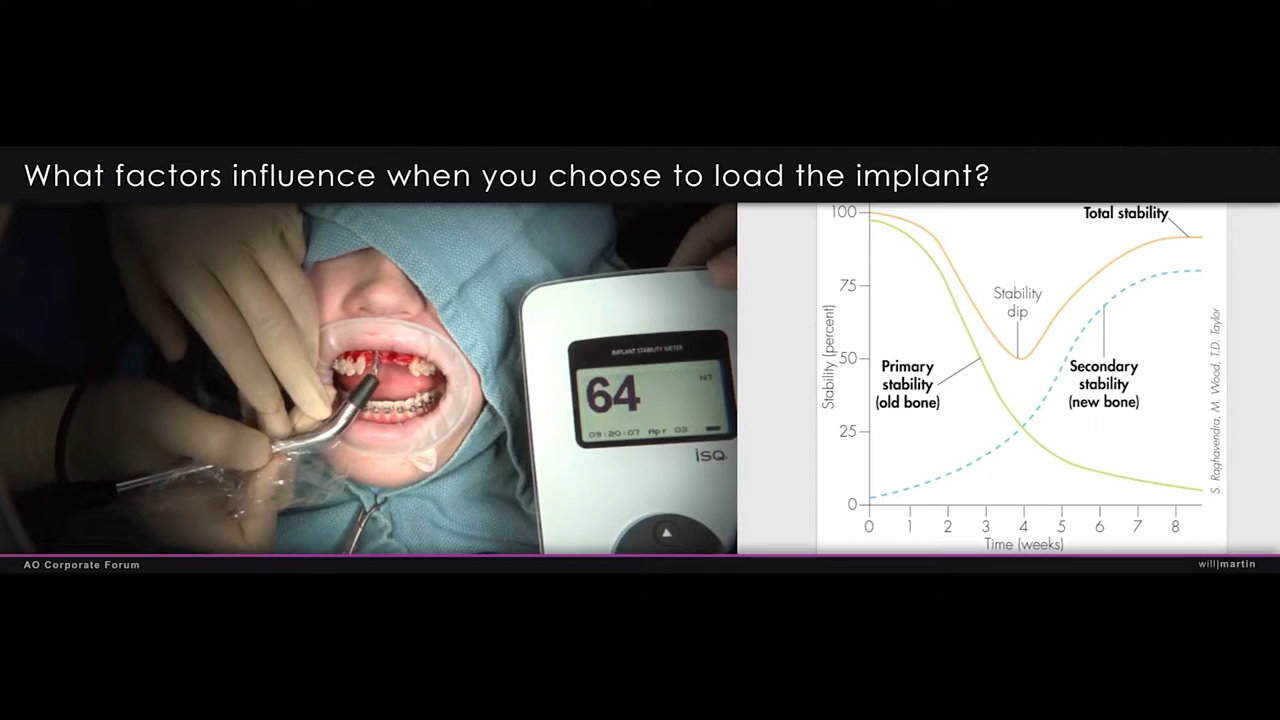 What factors influence when you choose to load the implant?
IMPLANT STABILITY METER
64
N?
09:20:07 Apr 03
isq
100
75
50
25
0
Stability (percent)
Total stability
Stability
dip
Primary
stability
(old bone)
Secondary
stability
(new bone)
S. Raghavendra, M. Wood, T.D. Taylor
0 1 2 3 4 5 6 7 8
Time (weeks)
AO Corporate Forum
will|martin